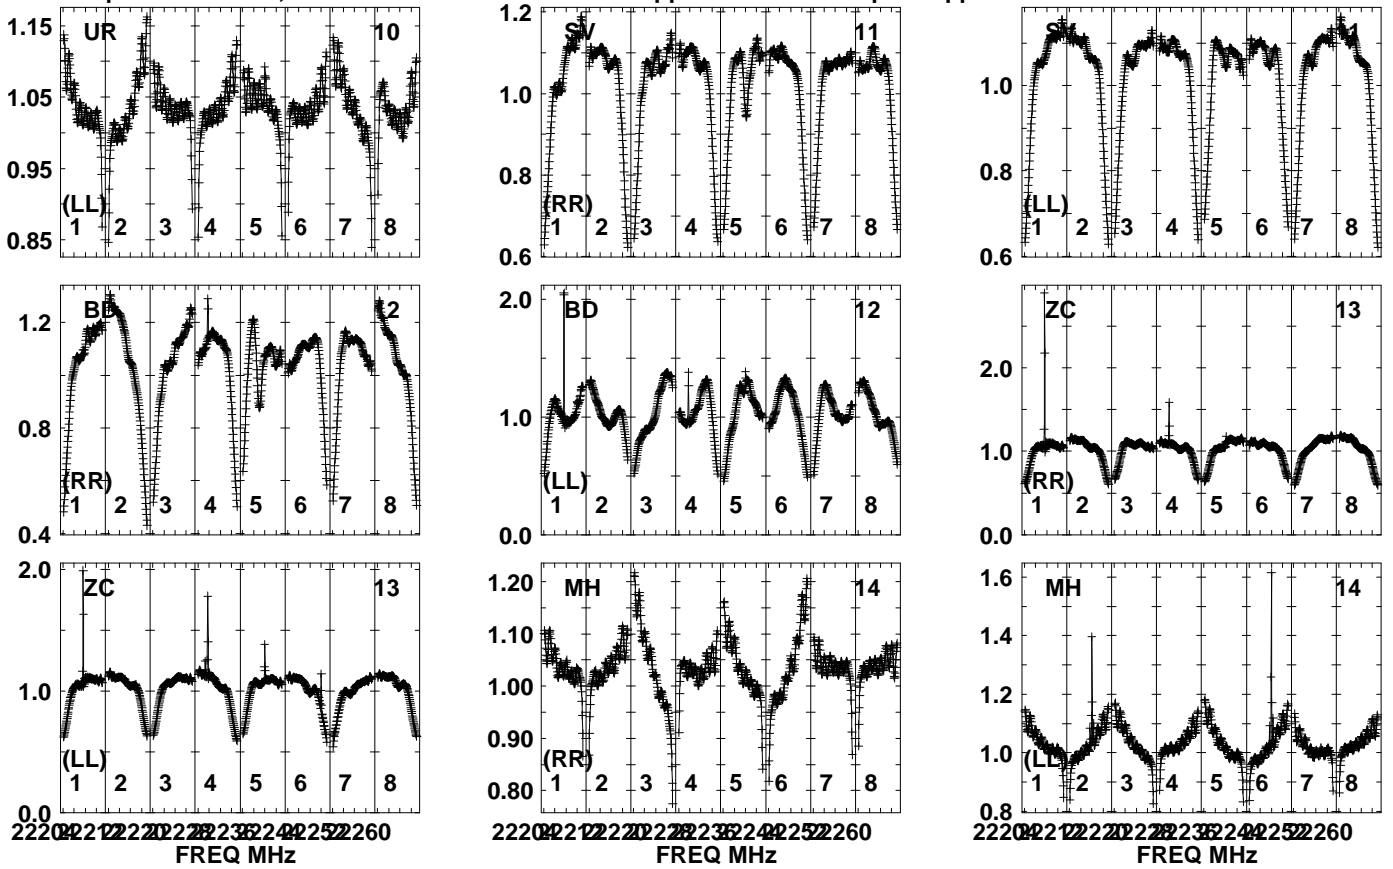 1.15 UR 10
1.05
0.95
(LL)
0.85 1 2 3 4 5 6 7 8
1.2 SV 11
1.0
0.8
(RR)
1 2 3 4 5 6 7 8
0.6
SV
1.0
0.8
(LL)
1 2 3 4 5 6 7 8
0.6
BD
1.2
0.8
(RR)
1 2 3 4 5 6 7 8
0.4
2.0 BD 12
1.0
(LL)
1 2 3 4 5 6 7 8
0.0
ZC 13
2.0
1.0
(RR)
1 2 3 4 5 6 7 8
0.0
2.0 ZC 13
1.0
(LL)
1 2 3 4 5 6 7 8
0.0
1.20 MH 14
1.10
1.00
0.90
(RR)
0.80 1 2 3 4 5 6 7 8
1.6 MH 14
1.4
1.2
1.0 (LL)
1 2 3 4 5 6 7 8
0.8
FREQ MHz
FREQ MHz
FREQ MHz